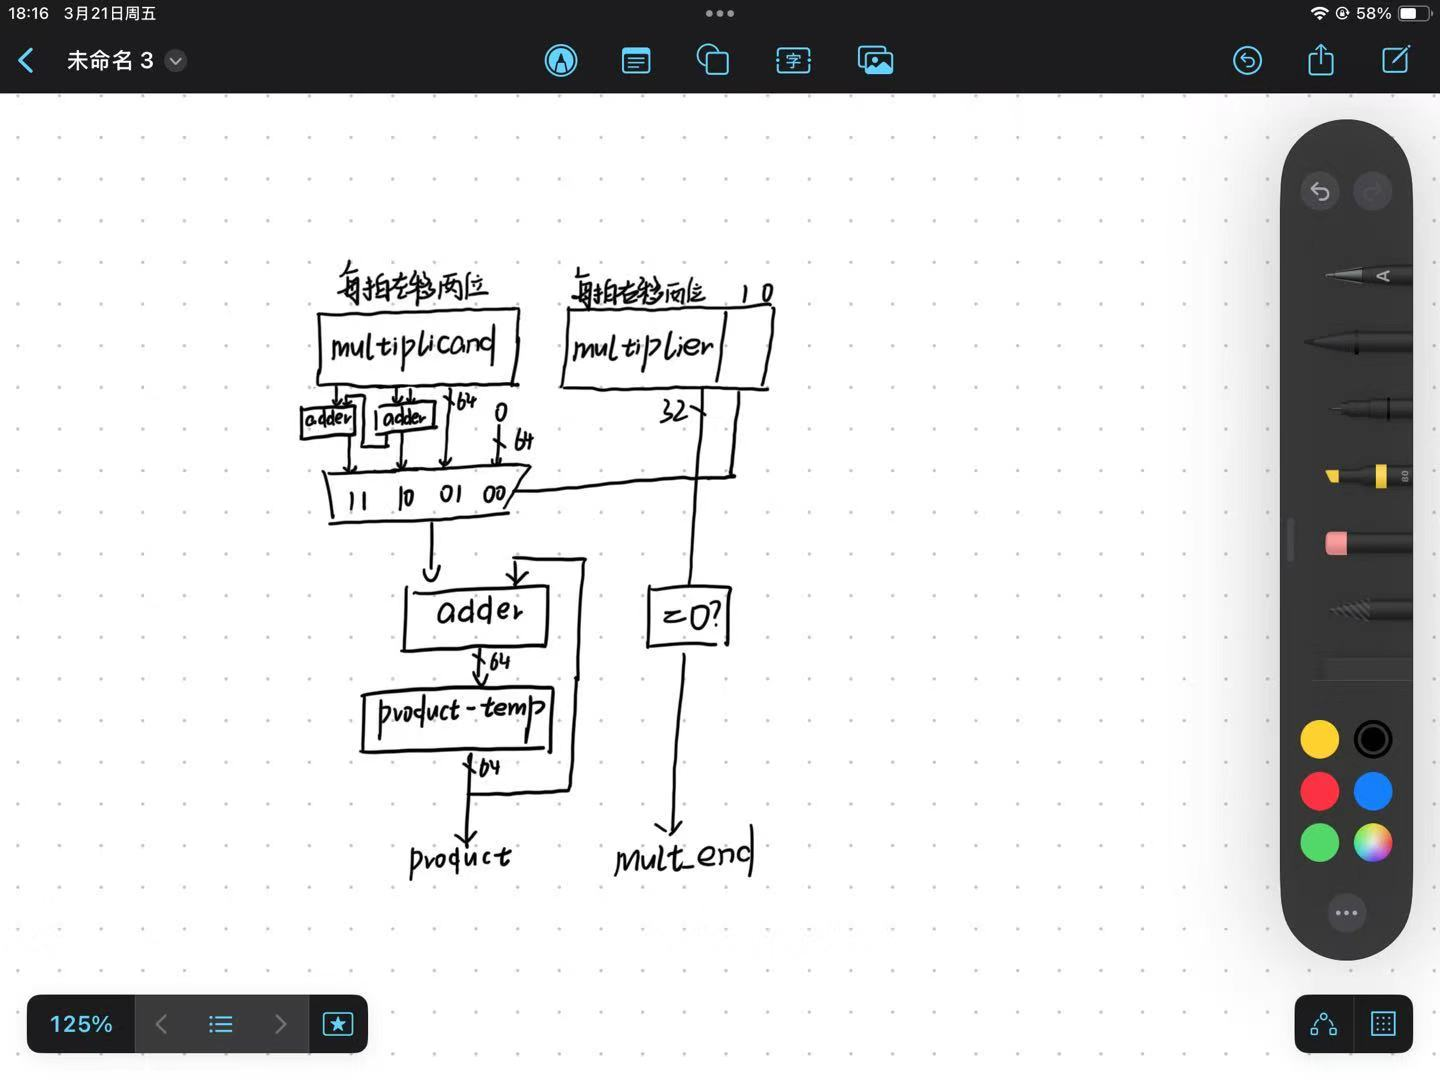 18:16 3月21日周五
58%
未命名 3
字
A
80
每拍左移两位
每拍右移两位
1 0
multiplicand
multiplier
adder
adder
64
0
64
32
11 10 01 00
adder
=0?
64
product-temp
64
product
mult_end
125%